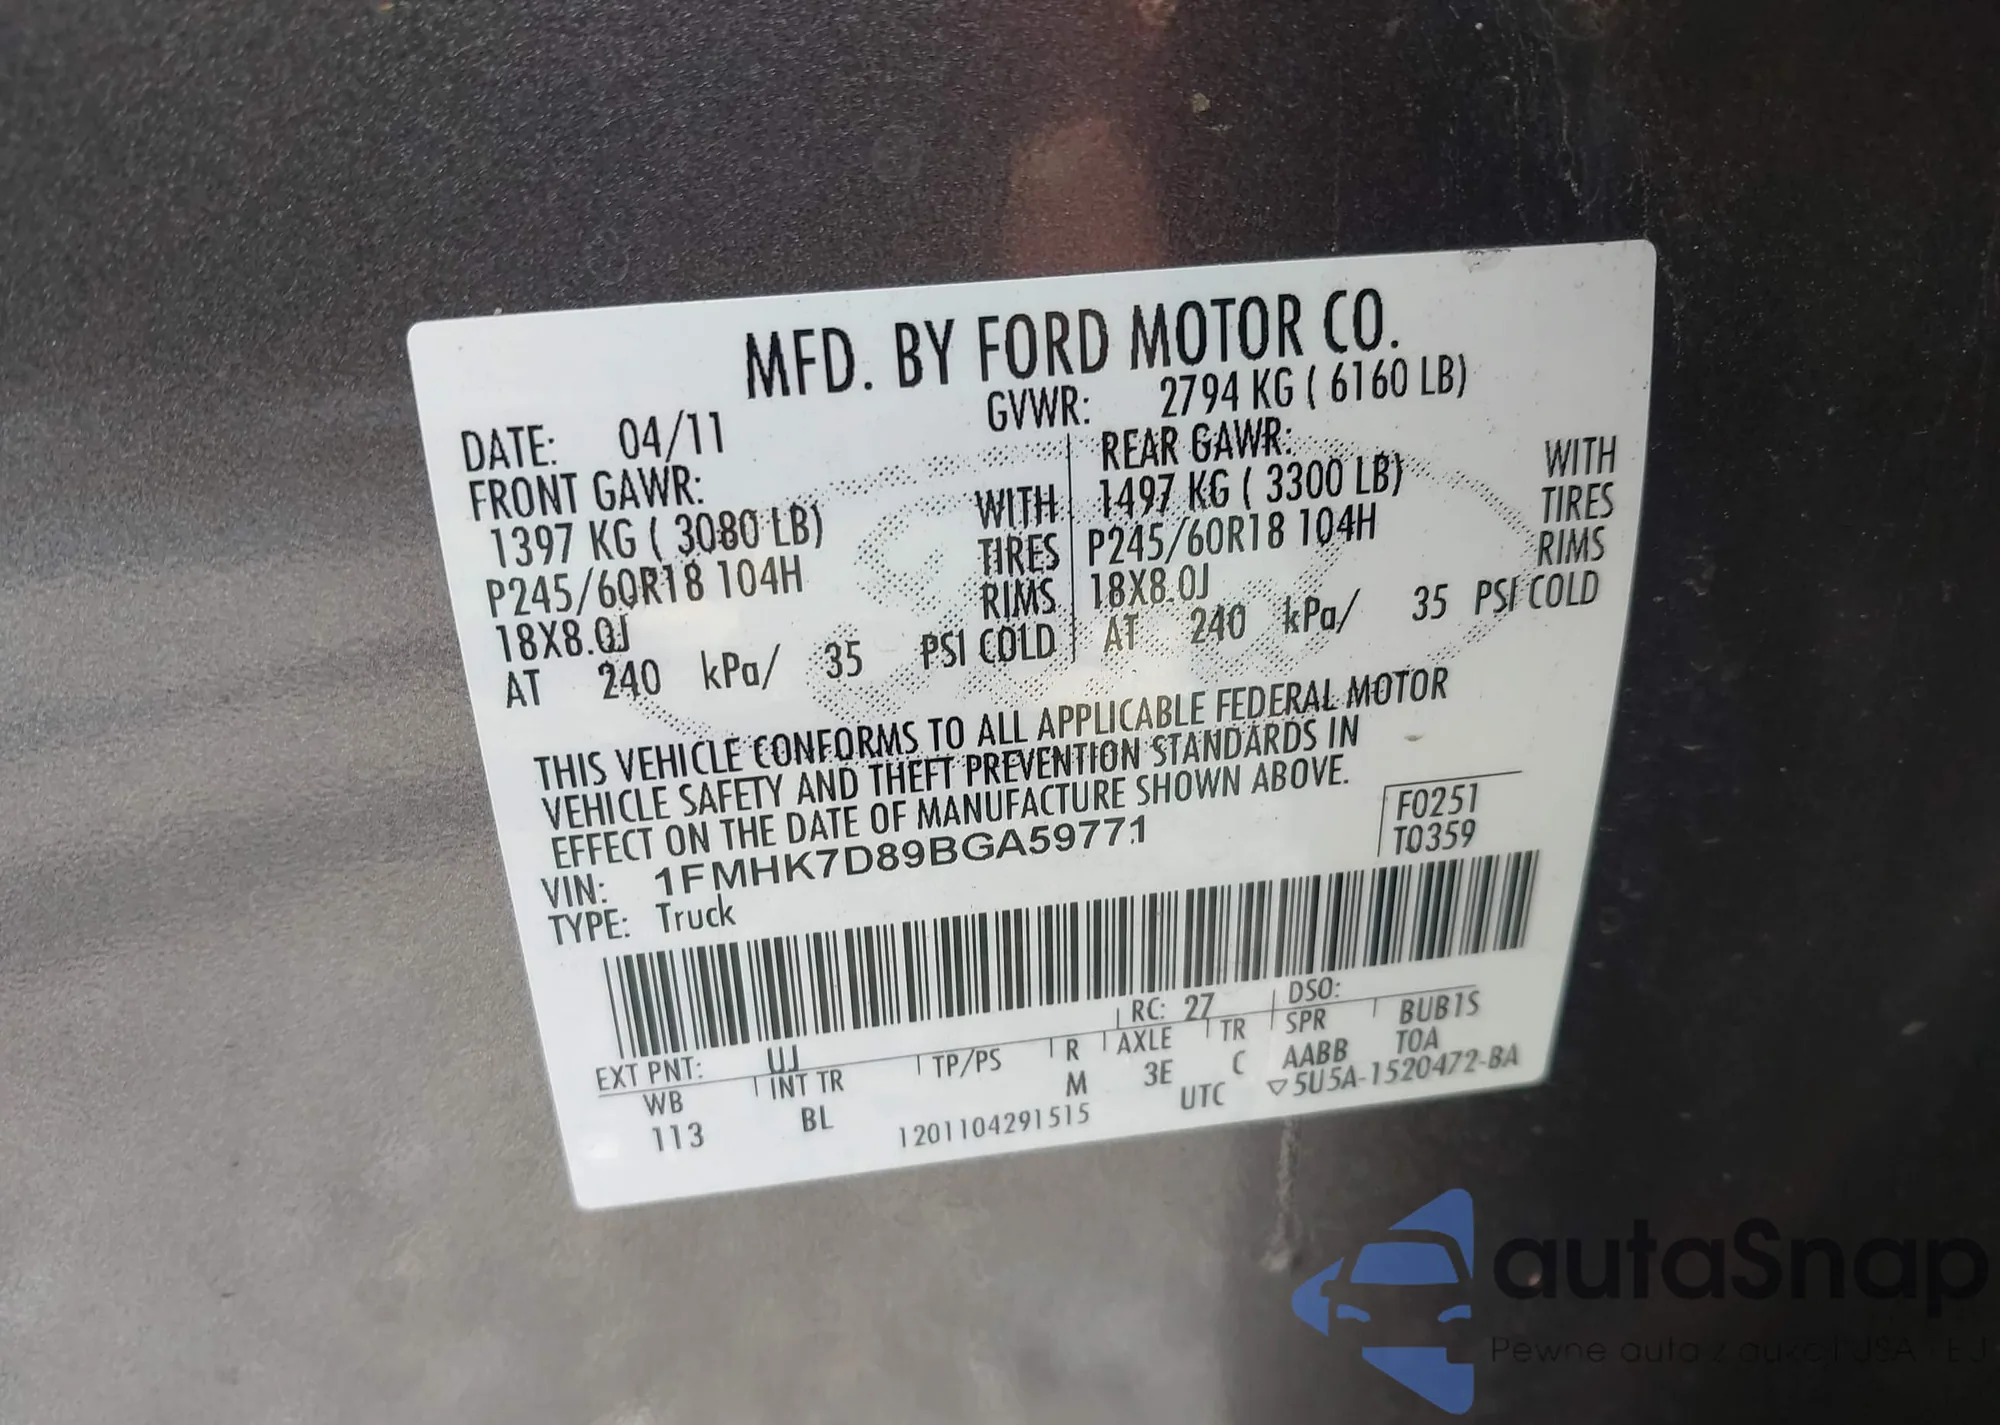 MFD. BY FORD MOTOR CO.
DATE: 04/11 GVWR: 2794 KG ( 6160 LB)
FRONT GAWR: REAR GAWR:
1397 KG ( 3080 LB) WITH 1497 KG ( 3300 LB) WITH
P245/60R18 104H TIRES P245/60R18 104H TIRES
18X8.0J RIMS 18X8.0J RIMS
AT 240 kPa/ 35 PSI COLD AT 240 kPa/ 35 PSI COLD
THIS VEHICLE CONFORMS TO ALL APPLICABLE FEDERAL MOTOR
VEHICLE SAFETY AND THEFT PREVENTION STANDARDS IN
EFFECT ON THE DATE OF MANUFACTURE SHOWN ABOVE.
F0251
VIN: 1FMHK7D89BGA59771
T0359
TYPE: Truck
EXT PNT: UJ RC: 27 DSO:
WB INT TR TP/PS R AXLE TR SPR BUB1S
113 BL M 3E C AABB TOA
1201104291515 UTC ▽5U5A-1520472-BA
autaSnap
Pewne auta z aukcji USA